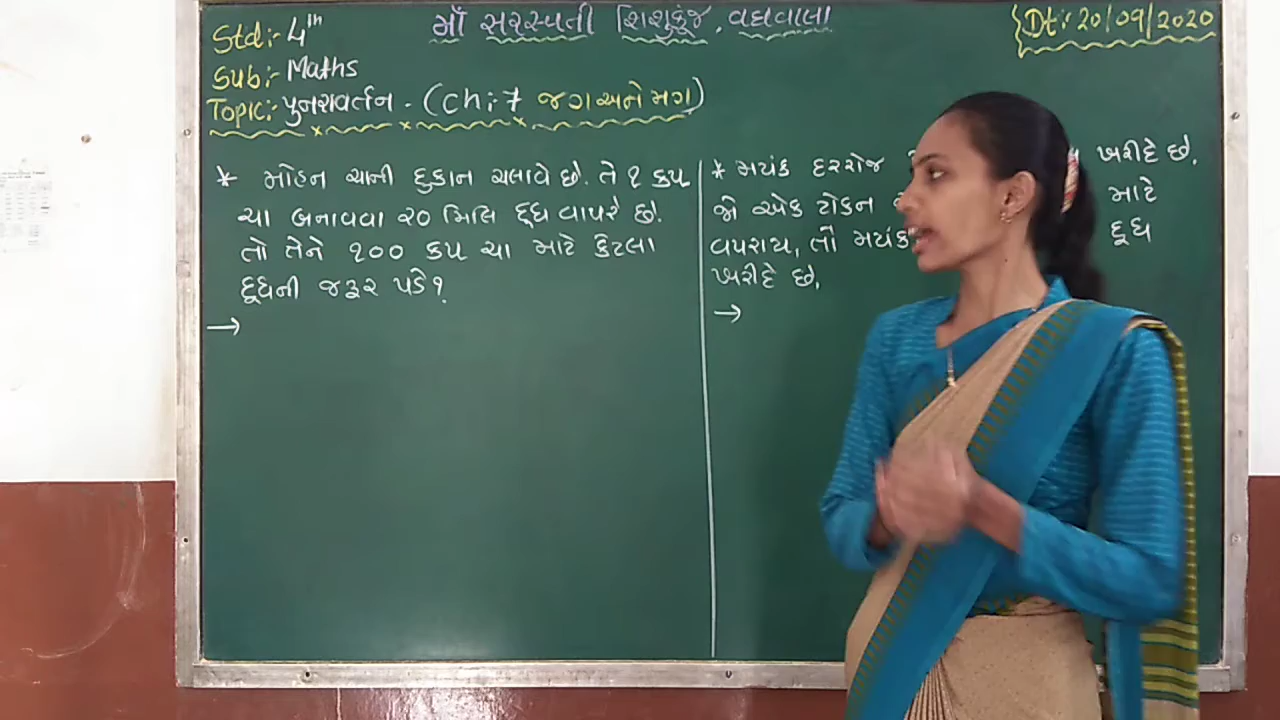 માઁ સરસ્વતી શિશુકૂંજ, વઘવાલા
Std:- 4th
Dt:- 20/09/2020
Sub:- Maths
Topic:- પુનરાવર્તન - (Ch:-7 જગ અને મગ)
* મોહન ચાની દુકાન ચલાવે છે. તે ૧ કપ
ચા બનાવવા ૨૦ મિલિ દૂધ વાપરે છે.
તો તેને ૧૦૦ કપ ચા માટે કેટલા
દૂધની જરૂર પડે?
→
* મયંક દરરોજ ખરીદે છે.
જો એક ટોકન માટે
વપરાય, તો મયંક દૂધ
ખરીદે છે.
→